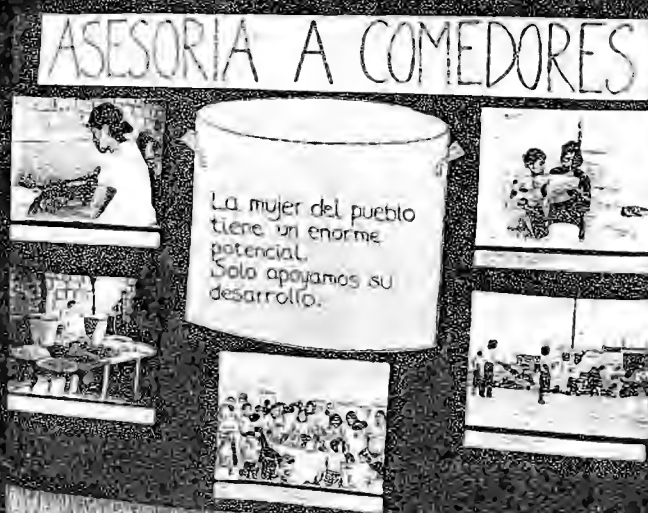 ASESORIA A COMEDORES
La mujer del pueblo
tiene un enorme
potencial.
Solo apoyamos su
desarrollo.